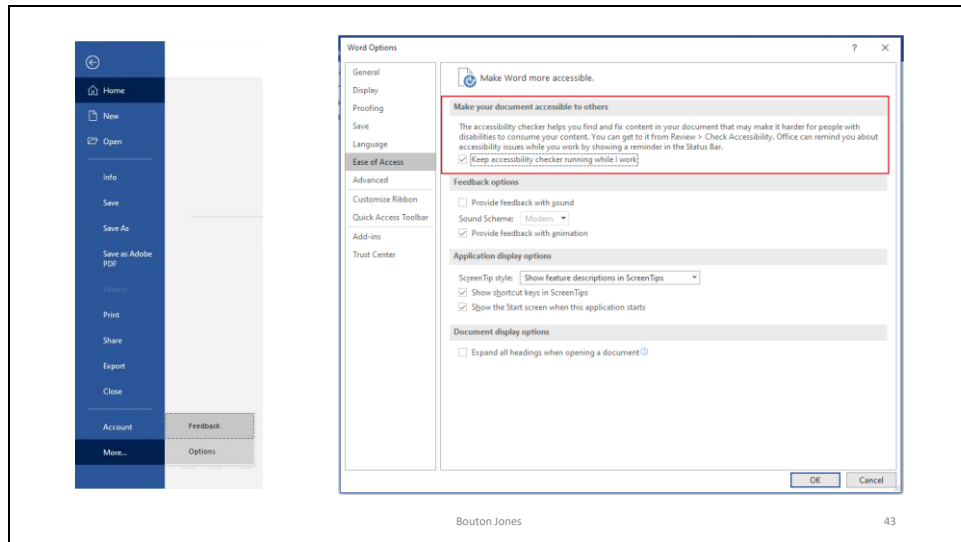 Home
New
Open
Info
Save
Save As
Save as Adobe
PDF
History
Print
Share
Export
Close
Account
Feedback
More...
Options
Word Options
? ×
General
Display
Proofing
Save
Language
Ease of Access
Advanced
Customize Ribbon
Quick Access Toolbar
Add-ins
Trust Center
Make Word more accessible.
Make your document accessible to others
The accessibility checker helps you find and fix content in your document that may make it harder for people with
disabilities to consume your content. You can get to it from Review > Check Accessibility. Office can remind you about
accessibility issues while you work by showing a reminder in the Status Bar.
Keep accessibility checker running while I work
Feedback options
Provide feedback with sound
Sound Scheme: Modern
Provide feedback with animation
Application display options
ScreenTip style: Show feature descriptions in ScreenTips
Show shortcut keys in ScreenTips
Show the Start screen when this application starts
Document display options
Expand all headings when opening a document
OK Cancel
Bouton Jones 43